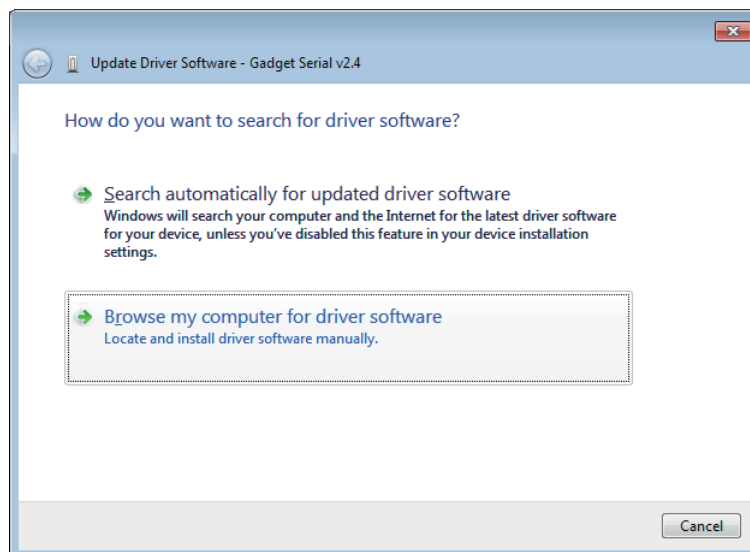 Update Driver Software - Gadget Serial v2.4
How do you want to search for driver software?
Search automatically for updated driver software
Windows will search your computer and the Internet for the latest driver software
for your device, unless you've disabled this feature in your device installation
settings.
Browse my computer for driver software
Locate and install driver software manually.
Cancel